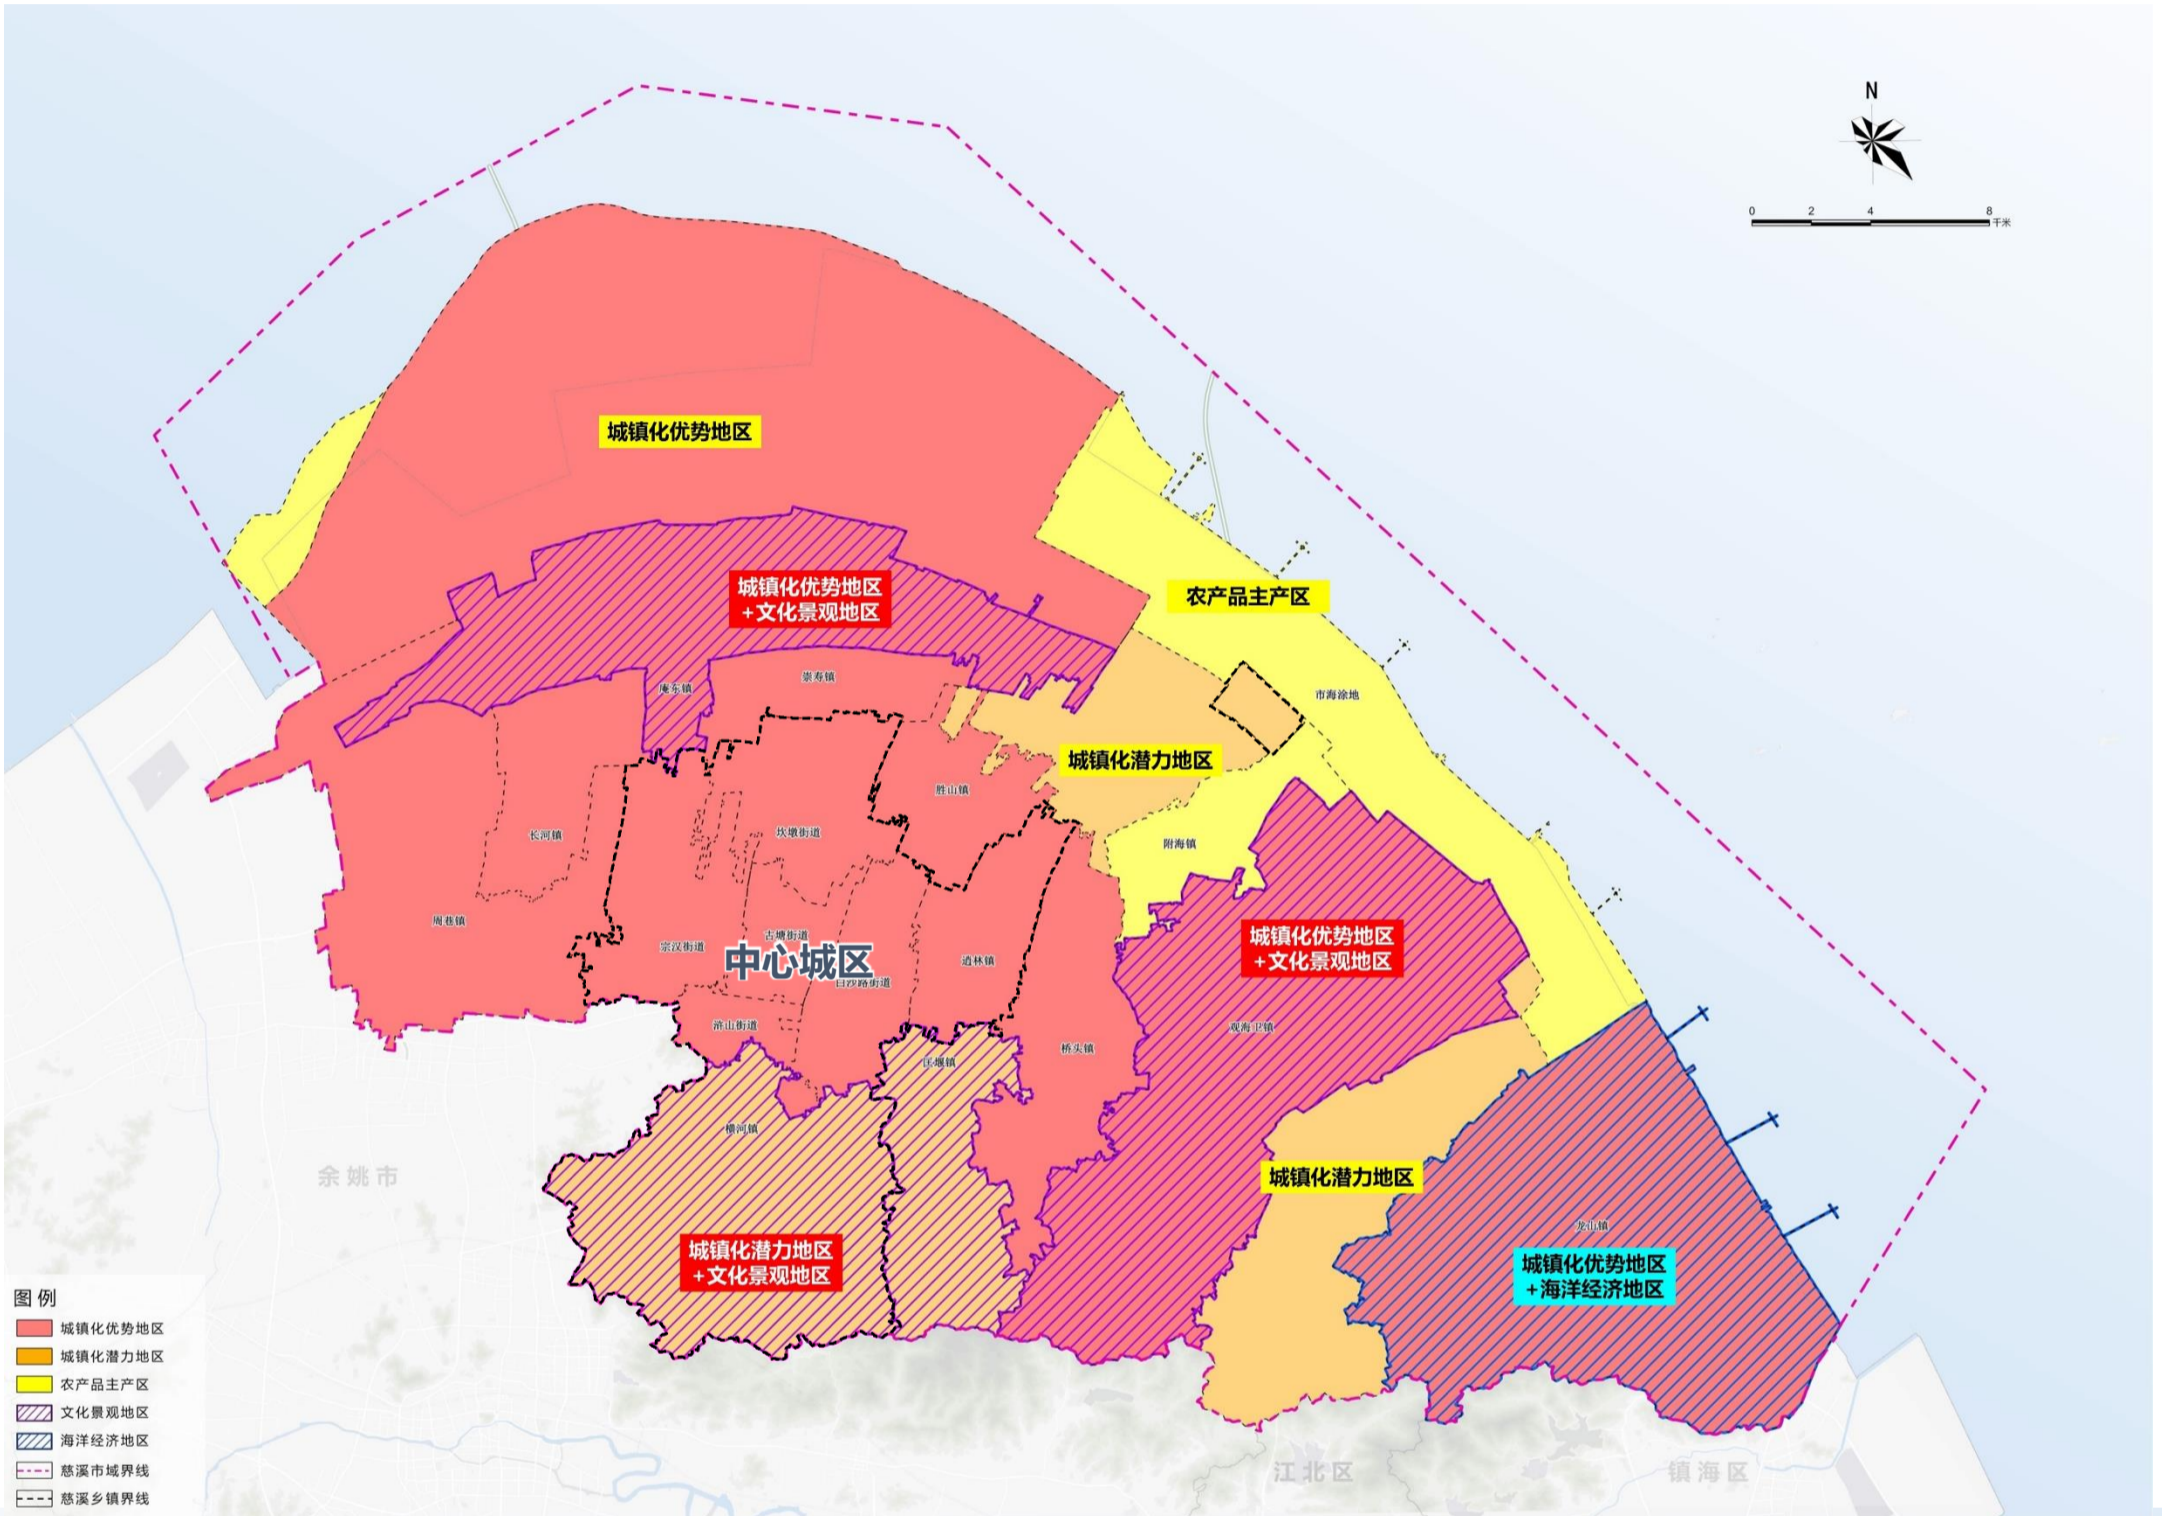 N
0 2 4 8 千米
城镇化优势地区
城镇化优势地区
+文化景观地区
农产品主产区
庵东镇
崇寿镇
市海涂地
城镇化潜力地区
胜山镇
长河镇
坎墩街道
附海镇
周巷镇
宗汉街道
古塘街道
中心城区
白沙路街道
逍林镇
城镇化优势地区
+文化景观地区
浒山街道
观海卫镇
桥头镇
匡堰镇
横河镇
余姚市
城镇化潜力地区
龙山镇
城镇化潜力地区
+文化景观地区
城镇化优势地区
+海洋经济地区
图例
城镇化优势地区
城镇化潜力地区
农产品主产区
文化景观地区
海洋经济地区
慈溪市域界线
慈溪乡镇界线
江北区
镇海区